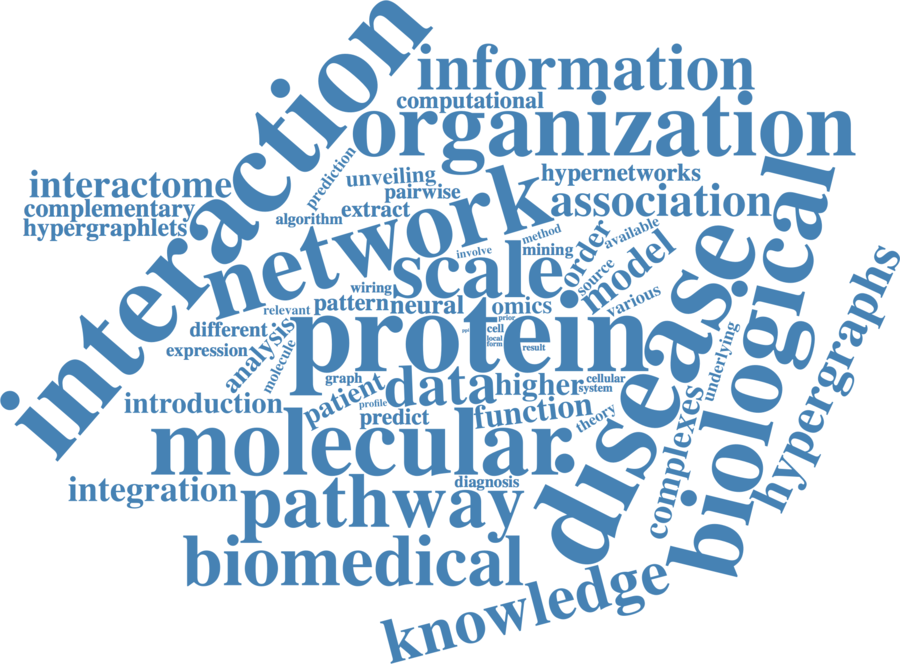 interaction
information
computational
organization
prediction
unveiling
hypernetworks
pairwise
interactome
complementary
hypergraphlets
algorithm
extract
network
association
biological
method
involve
mining
order
available
scale
source
model
disease
various
hypergraphs
wiring
relevant
pattern
neural
omics
prior
protein
ppi
cell
local
form
result
different
expression
analysis
molecule
underlying
graph
patient
data
higher
cellular
system
introduction
profile
predict
function
theory
complexes
molecular
integration
pathway
diagnosis
biomedical
knowledge